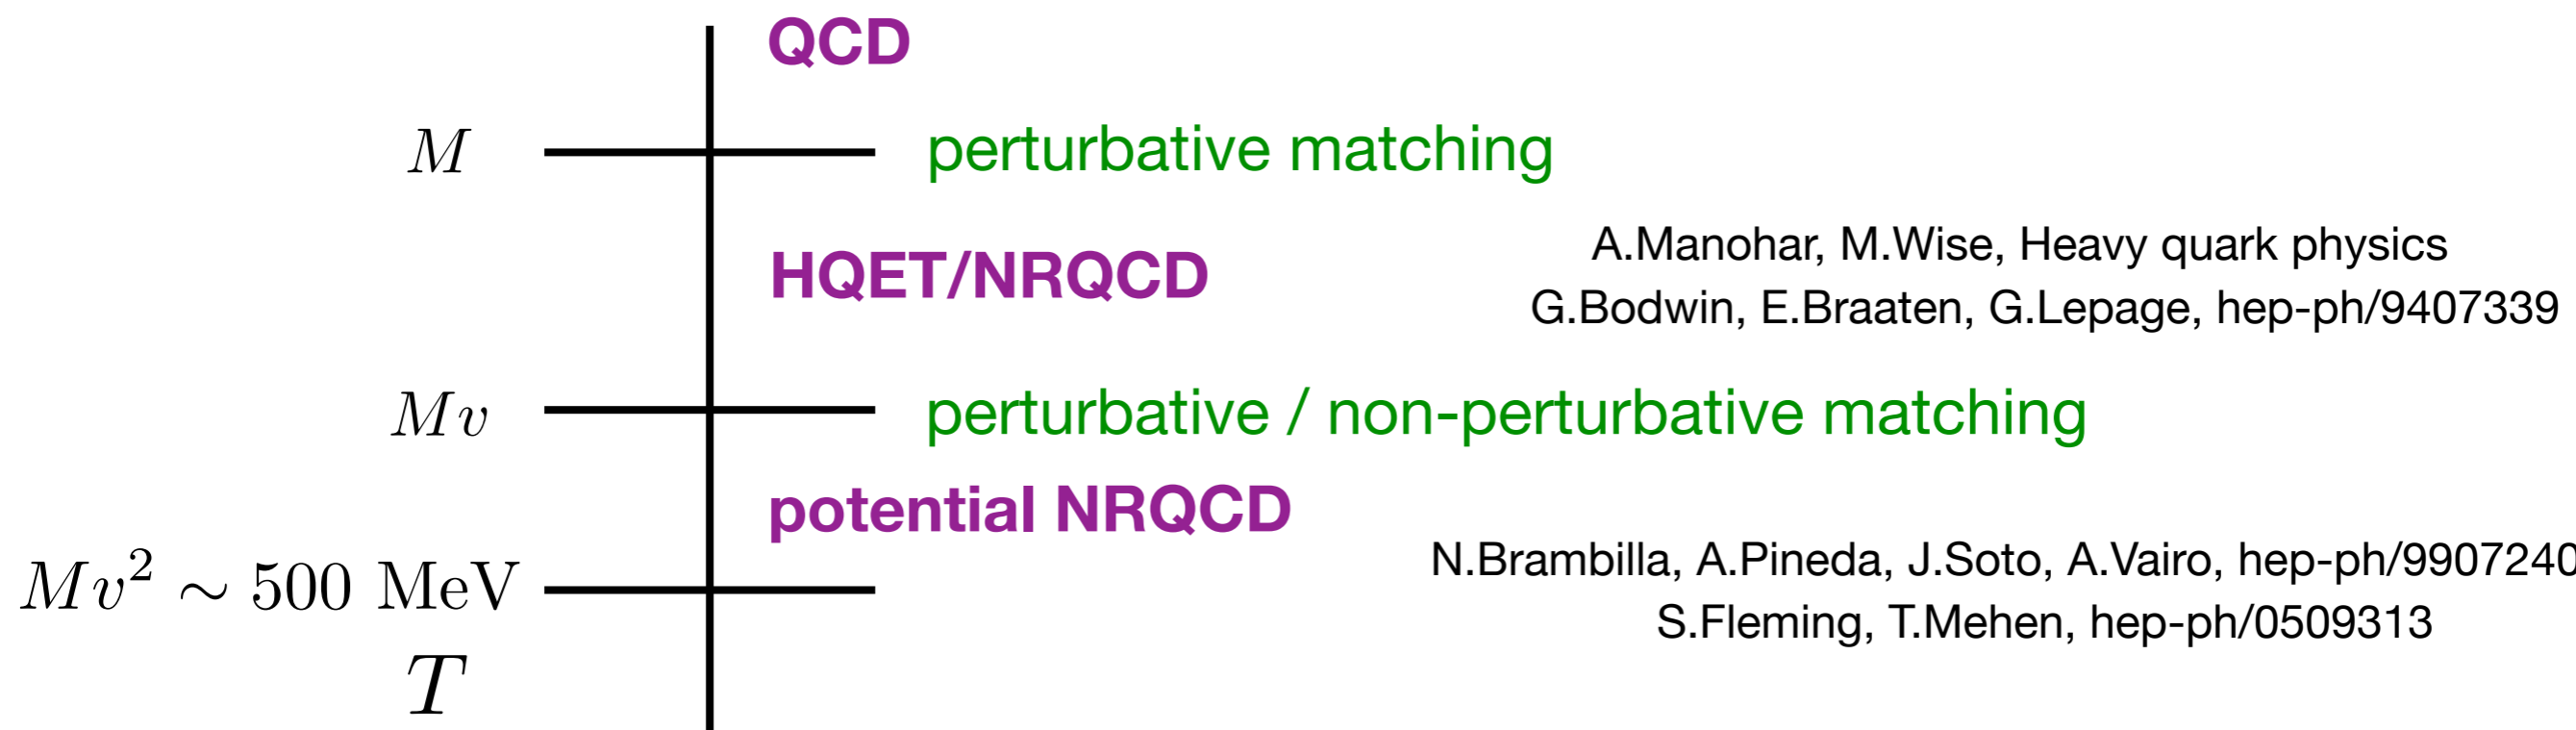 QCD
M
perturbative matching
A.Manohar, M.Wise, Heavy quark physics
HQET/NRQCD
G.Bodwin, E.Braaten, G.Lepage, hep-ph/9407339
Mv
perturbative / non-perturbative matching
potential NRQCD
N.Brambilla, A.Pineda, J.Soto, A.Vairo, hep-ph/9907240
Mv² ∼ 500 MeV
S.Fleming, T.Mehen, hep-ph/0509313
T